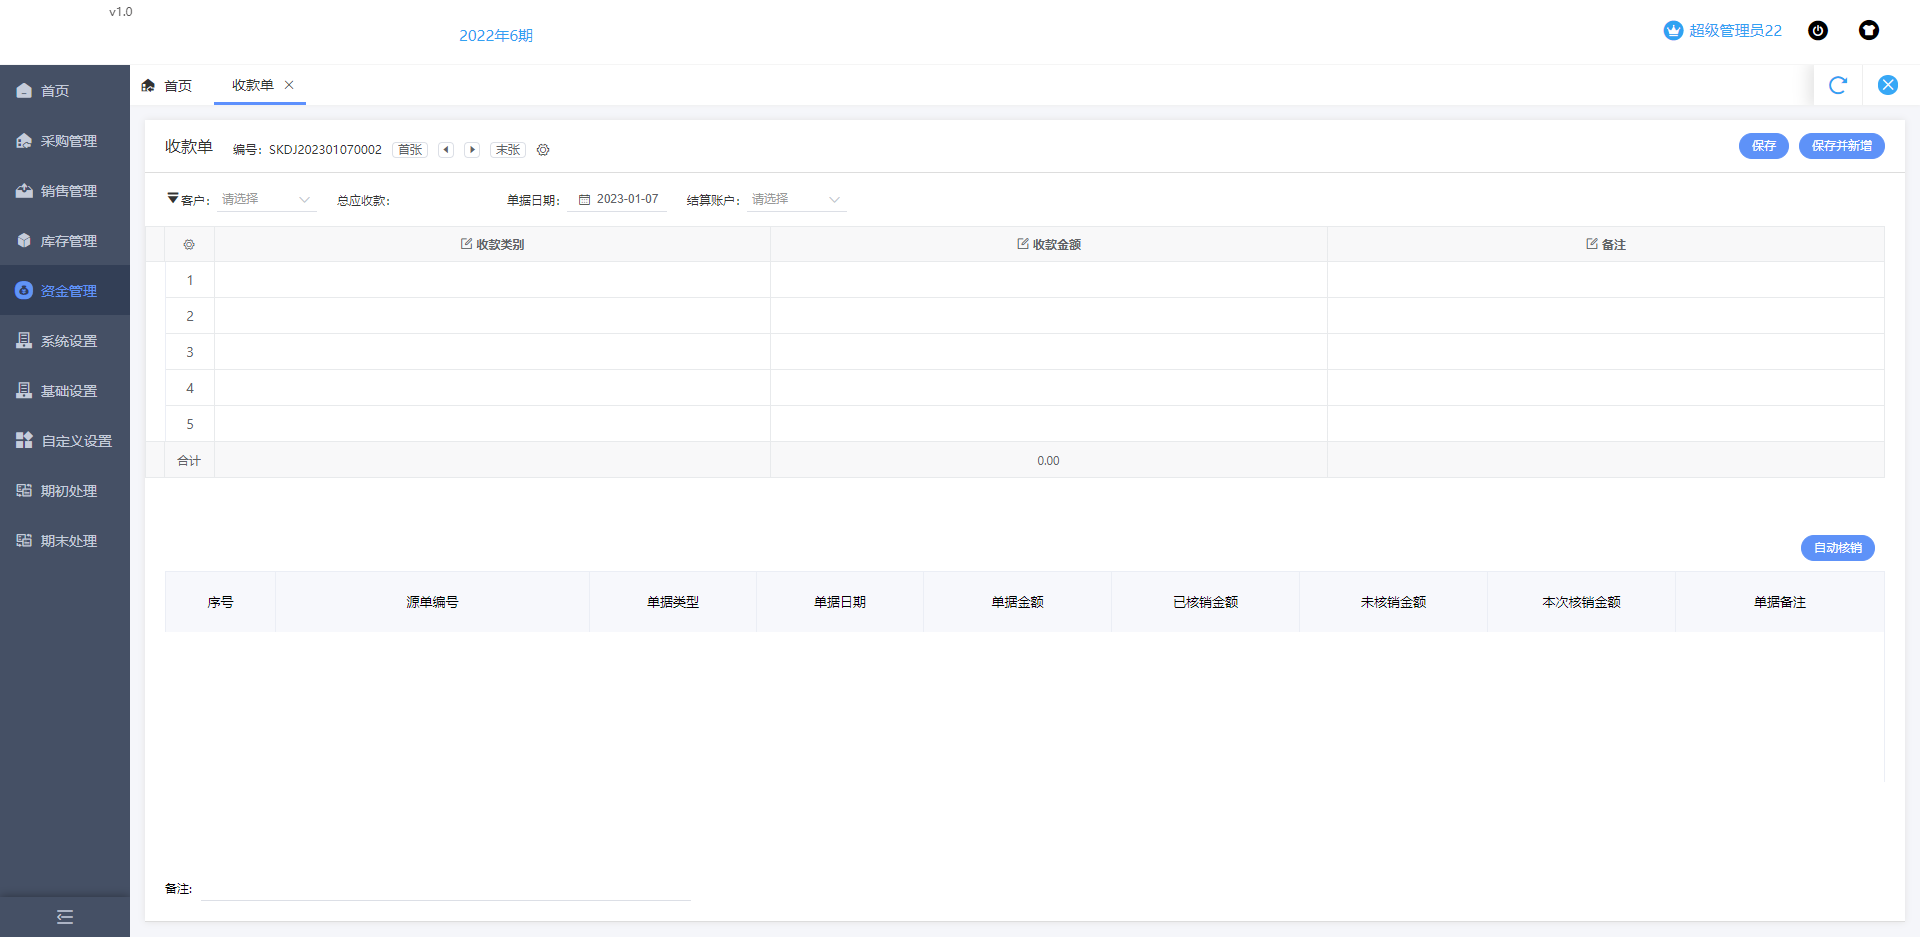 v1.0
2022年6期
超级管理员22
首页
采购管理
销售管理
库存管理
资金管理
系统设置
基础设置
自定义设置
期初处理
期末处理
首页 收款单
收款单 编号: SKDJ202301070002 首张 末张
保存 保存并新增
客户: 请选择 总应收款: 单据日期: 2023-01-07 结算账户: 请选择
收款类别 收款金额 备注
1
2
3
4
5
合计 0.00
自动核销
序号 源单编号 单据类型 单据日期 单据金额 已核销金额 未核销金额 本次核销金额 单据备注
备注: